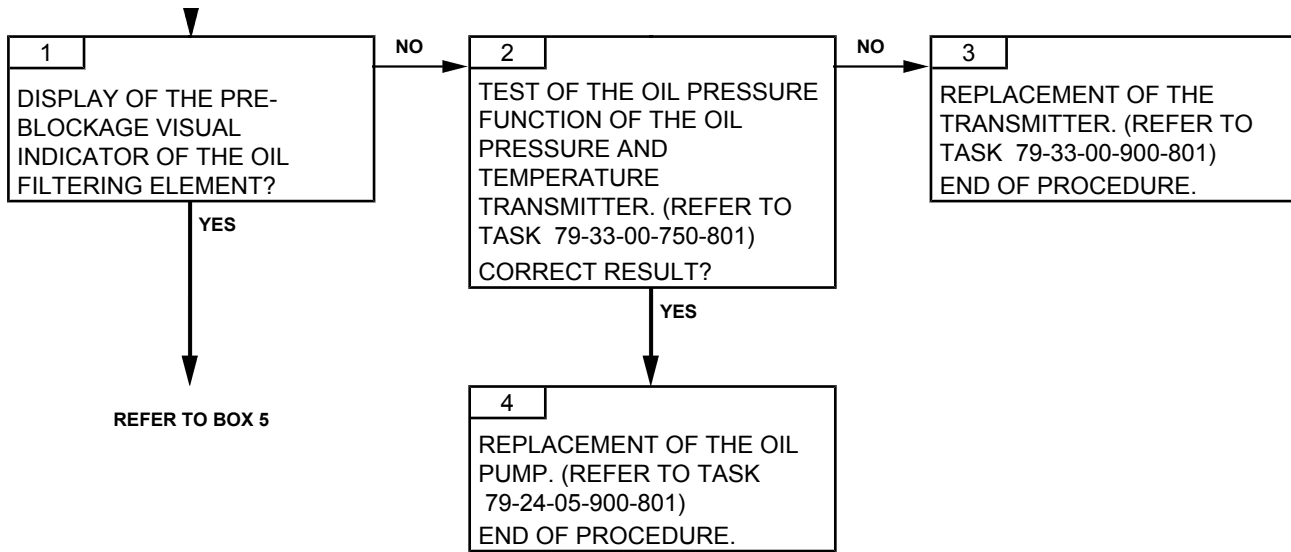 1
DISPLAY OF THE PRE-
BLOCKAGE VISUAL
INDICATOR OF THE OIL
FILTERING ELEMENT?
NO
2
TEST OF THE OIL PRESSURE
FUNCTION OF THE OIL
PRESSURE AND
TEMPERATURE
TRANSMITTER. (REFER TO
TASK 79-33-00-750-801)
CORRECT RESULT?
NO
3
REPLACEMENT OF THE
TRANSMITTER. (REFER TO
TASK 79-33-00-900-801)
END OF PROCEDURE.
YES
REFER TO BOX 5
YES
4
REPLACEMENT OF THE OIL
PUMP. (REFER TO TASK
79-24-05-900-801)
END OF PROCEDURE.